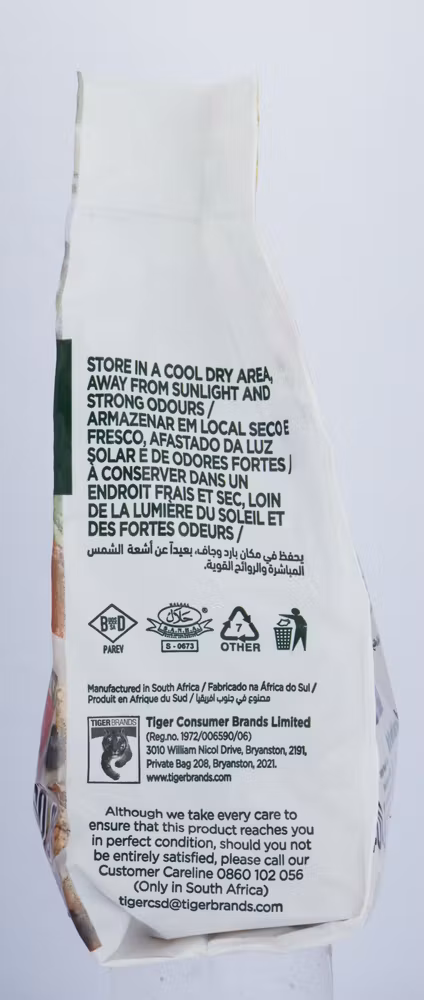 STORE IN A COOL DRY AREA,
AWAY FROM SUNLIGHT AND
STRONG ODOURS /
ARMAZENAR EM LOCAL SECO E
FRESCO, AFASTADO DA LUZ
SOLAR E DE ODORES FORTES /
À CONSERVER DANS UN
ENDROIT FRAIS ET SEC, LOIN
DE LA LUMIÈRE DU SOLEIL ET
DES FORTES ODEURS /
يحفظ في مكان بارد وجاف، بعيداً عن أشعة الشمس
المباشرة والروائح القوية.
PAREV
حلال
®
S - 0673
7
OTHER
Manufactured in South Africa / Fabricado na África do Sul /
Produit en Afrique du Sud / مصنوع في جنوب أفريقيا
TIGER BRANDS
Tiger Consumer Brands Limited
(Reg.no. 1972/006590/06)
3010 William Nicol Drive, Bryanston, 2191,
Private Bag 208, Bryanston, 2021.
www.tigerbrands.com
Although we take every care to
ensure that this product reaches you
in perfect condition, should you not
be entirely satisfied, please call our
Customer Careline 0860 102 056
(Only in South Africa)
tigercsd@tigerbrands.com